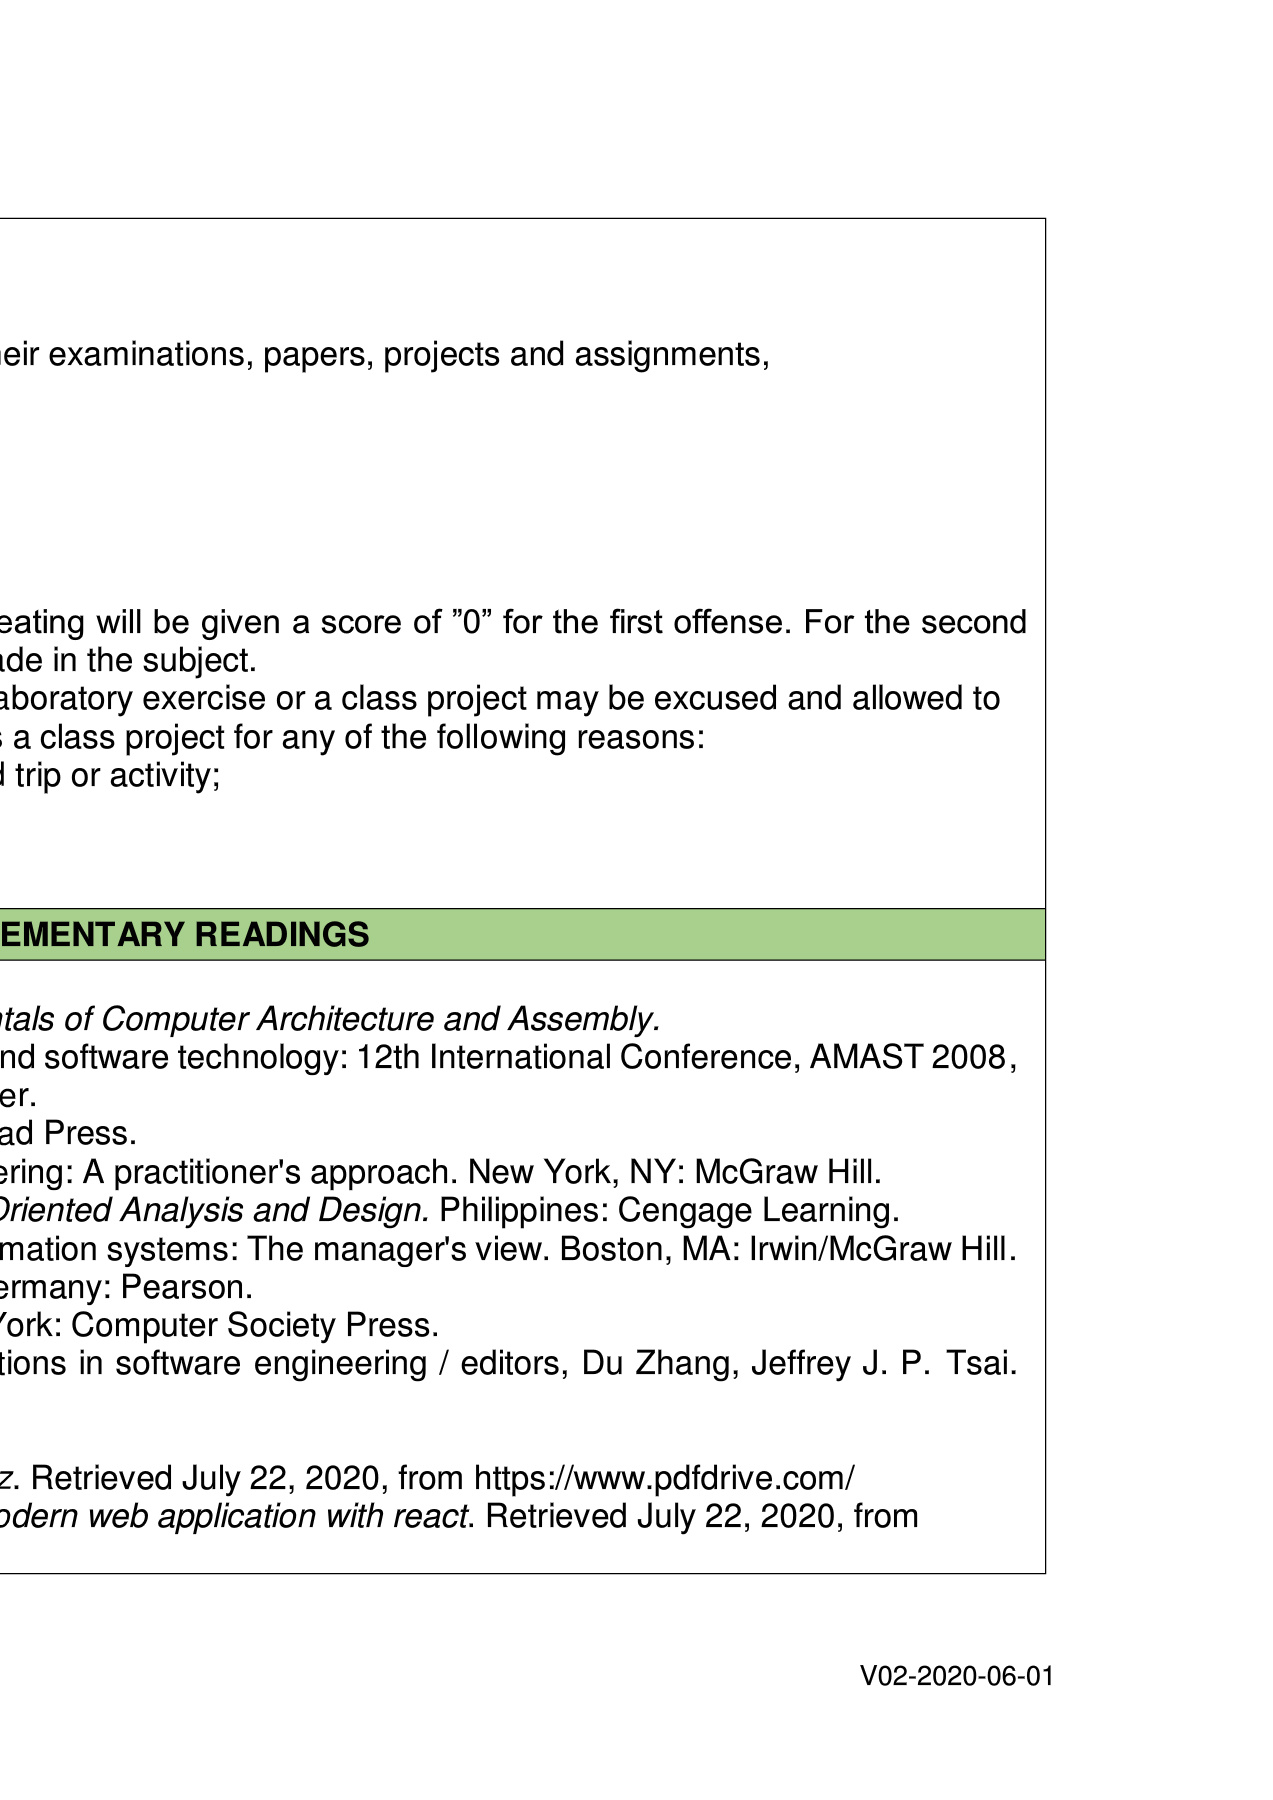 eir examinations, papers, projects and assignments,
eating will be given a score of ”0” for the first offense. For the second
ade in the subject.
aboratory exercise or a class project may be excused and allowed to
s a class project for any of the following reasons:
d trip or activity;
EMENTARY READINGS
ntals of Computer Architecture and Assembly.
nd software technology: 12th International Conference, AMAST 2008,
er.
ad Press.
ering: A practitioner's approach. New York, NY: McGraw Hill.
Oriented Analysis and Design. Philippines: Cengage Learning.
mation systems: The manager's view. Boston, MA: Irwin/McGraw Hill.
ermany: Pearson.
York: Computer Society Press.
tions in software engineering / editors, Du Zhang, Jeffrey J. P. Tsai.
z. Retrieved July 22, 2020, from https://www.pdfdrive.com/
odern web application with react. Retrieved July 22, 2020, from
V02-2020-06-01